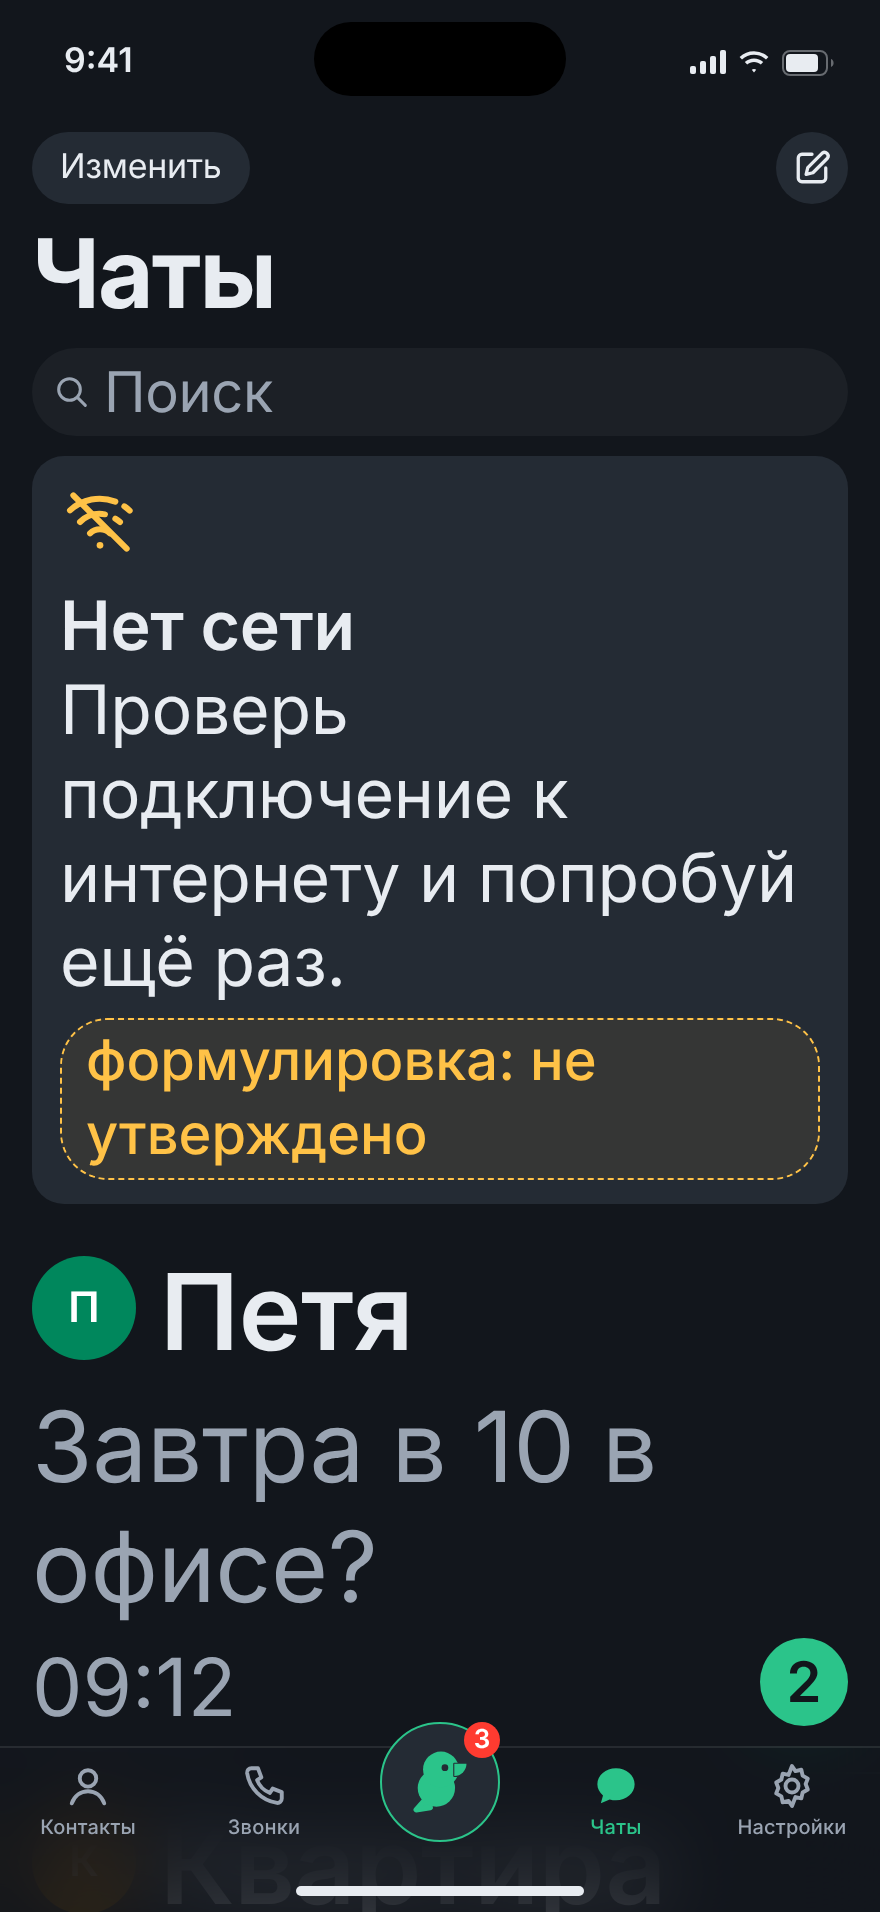 9:41
Изменить
Чаты
Поиск
Нет сети
Проверь
подключение к
интернету и попробуй
ещё раз.
формулировка: не
утверждено
П
Петя
Завтра в 10 в
офисе?
09:12
2
3
Контакты
Звонки
Чаты
Настройки
К
Квартира